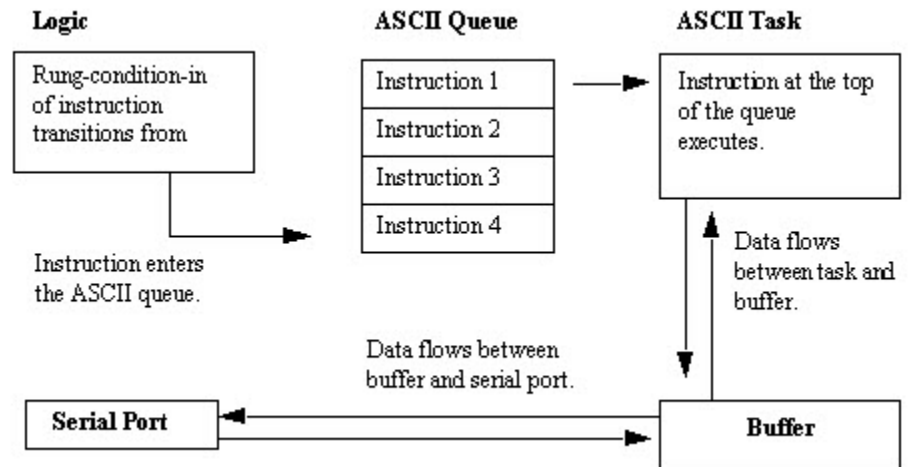 Logic
Rung-condition-in
of instruction
transitions from
Instruction enters
the ASCII queue.
ASCII Queue
Instruction 1
Instruction 2
Instruction 3
Instruction 4
ASCII Task
Instruction at the top
of the queue
executes.
Data flows
between task and
buffer.
Data flows between
buffer and serial port.
Serial Port
Buffer